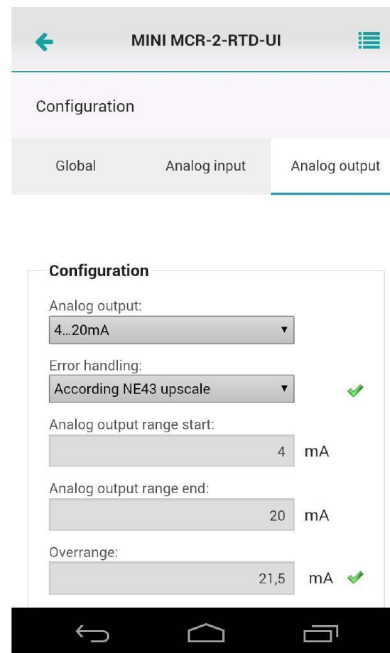 MINI MCR-2-RTD-UI
Configuration
Global Analog input Analog output
Configuration
Analog output:
4...20mA
Error handling:
According NE43 upscale
Analog output range start:
4 mA
Analog output range end:
20 mA
Overrange:
21,5 mA